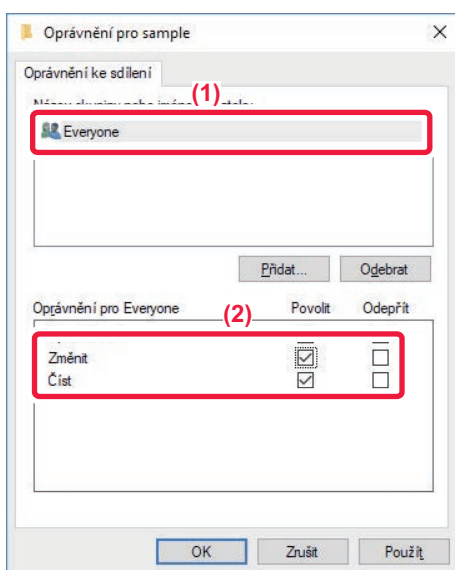 Oprávnění pro sample
Oprávnění ke sdílení
(1)
Everyone
Přidat... Odebrat
Oprávnění pro Everyone (2) Povolit Odepřít
Změnit
Číst
OK Zrušit Použít